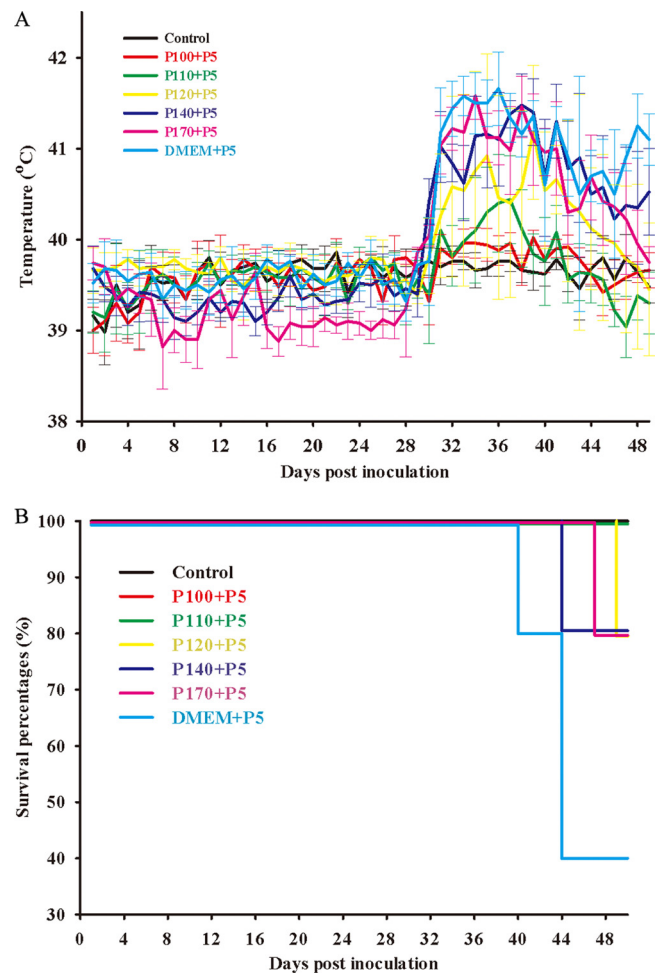 A
42
41
40
39
38
Temperature (°C)
Control
P100+P5
P110+P5
P120+P5
P140+P5
P170+P5
DMEM+P5
0 4 8 12 16 20 24 28 32 36 40 44 48
Days post inoculation
B
100
90
80
70
60
50
40
30
Survival percentages (%)
Control
P100+P5
P110+P5
P120+P5
P140+P5
P170+P5
DMEM+P5
0 4 8 12 16 20 24 28 32 36 40 44 48
Days post inoculation